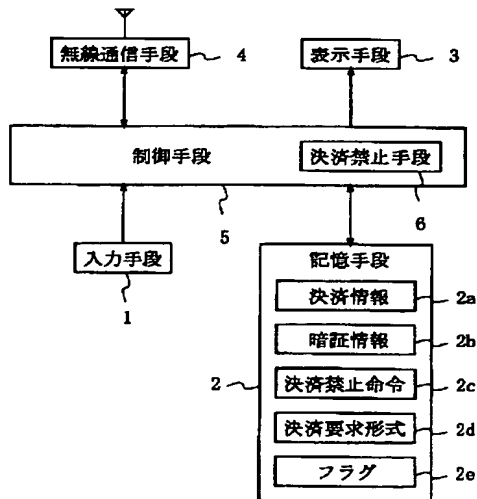 無線通信手段 4
表示手段 3
制御手段
決済禁止手段
5
6
入力手段
1
記憶手段
決済情報 2a
暗証情報 2b
2
決済禁止命令 2c
決済要求形式 2d
フラグ 2e